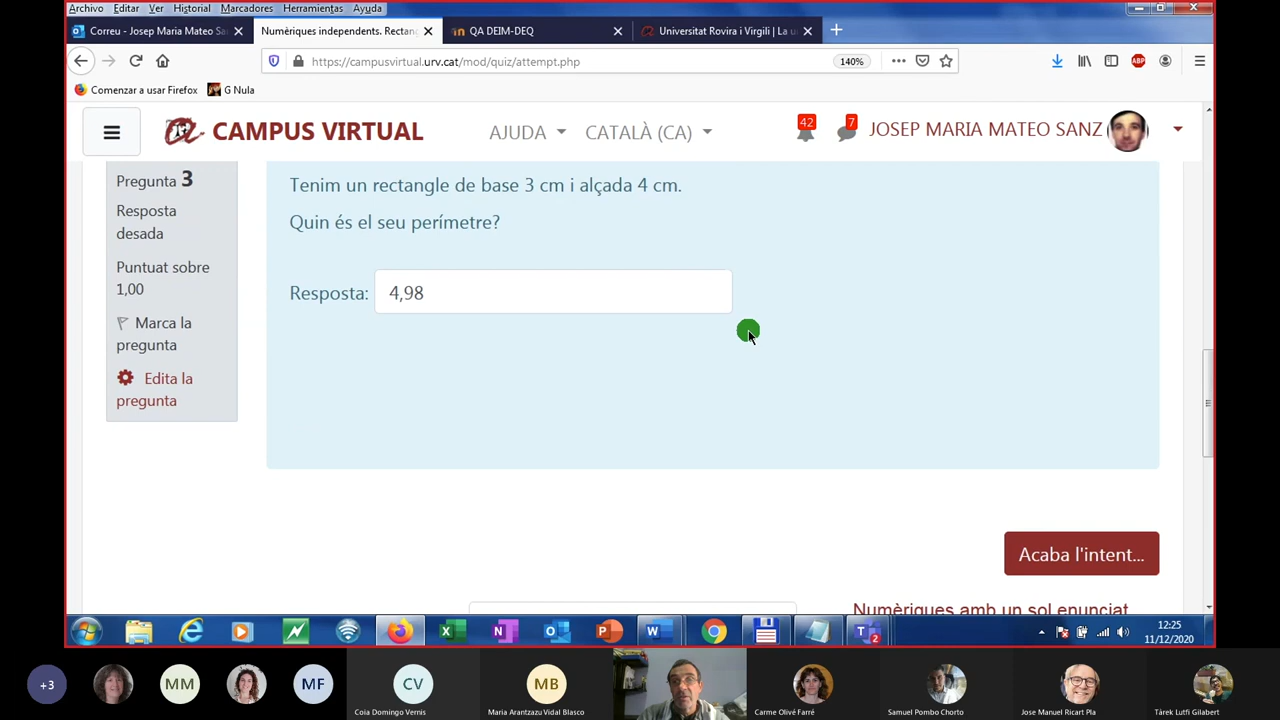 Archivo Editar Ver Historial Marcadores Herramientas Ayuda
Correu - Josep Maria Mateo Sa
Numèriques independents. Rectang
QA DEIM-DEQ
Universitat Rovira i Virgili | La u
https://campusvirtual.urv.cat/mod/quiz/attempt.php
140%
ABP
Comenzar a usar Firefox
G Nula
CAMPUS VIRTUAL
AJUDA
CATALÀ (CA)
42
7
JOSEP MARIA MATEO SANZ
Pregunta 3
Resposta
desada
Puntuat sobre
1,00
Marca la
pregunta
Edita la
pregunta
Tenim un rectangle de base 3 cm i alçada 4 cm.
Quin és el seu perímetre?
Resposta: 4,98
Acaba l'intent...
Numèriques amb un sol enunciat
12:25
11/12/2020
+3
MM
MF
CV
Coia Domingo Vernis
MB
Maria Arantzazu Vidal Blasco
Carme Olivé Farré
Samuel Pombo Chorto
Jose Manuel Ricart Pla
Tárek Lutfi Gilabert